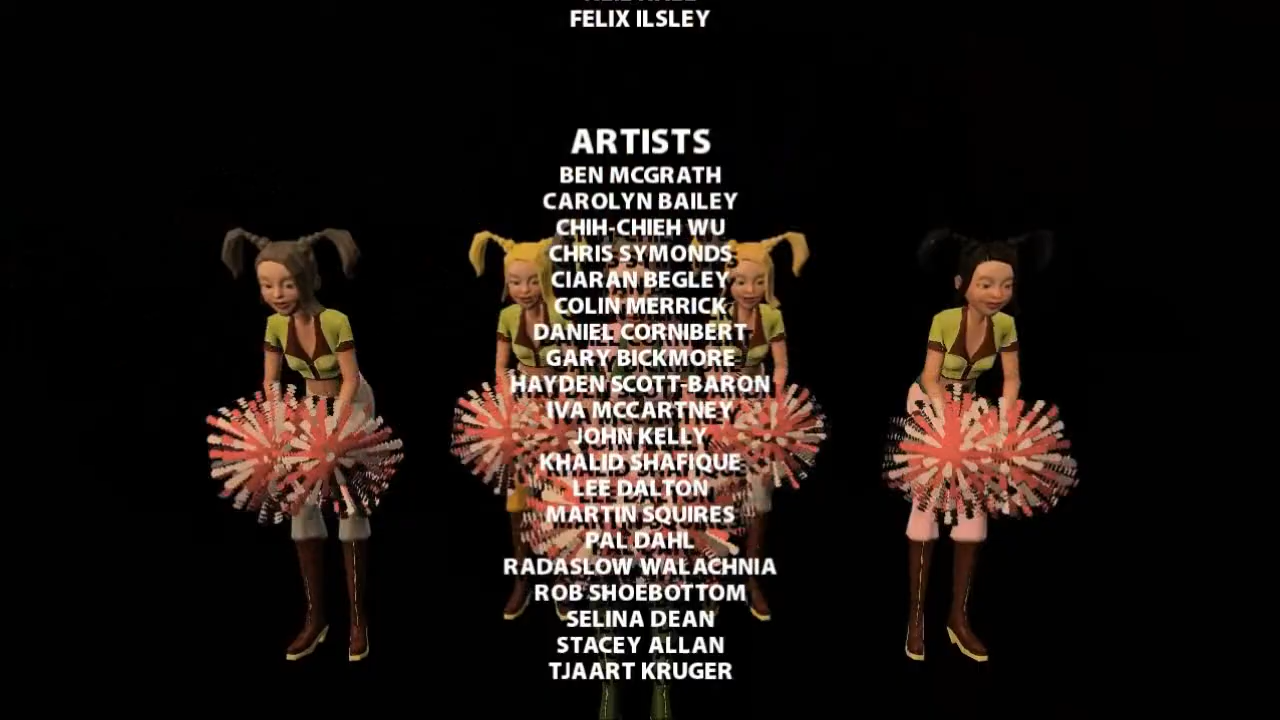 FELIX ILSLEY
ARTISTS
BEN MCGRATH
CAROLYN BAILEY
CHIH-CHIEH WU
CHRIS SYMONDS
CIARAN BEGLEY
COLIN MERRICK
DANIEL CORNIBERT
GARY BICKMORE
HAYDEN SCOTT-BARON
IVA MCCARTNEY
JOHN KELLY
KHALID SHAFIQUE
LEE DALTON
MARTIN SQUIRES
PAL DAHL
RADASLOW WALACHNIA
ROB SHOEBOTTOM
SELINA DEAN
STACEY ALLAN
TJAART KRUGER